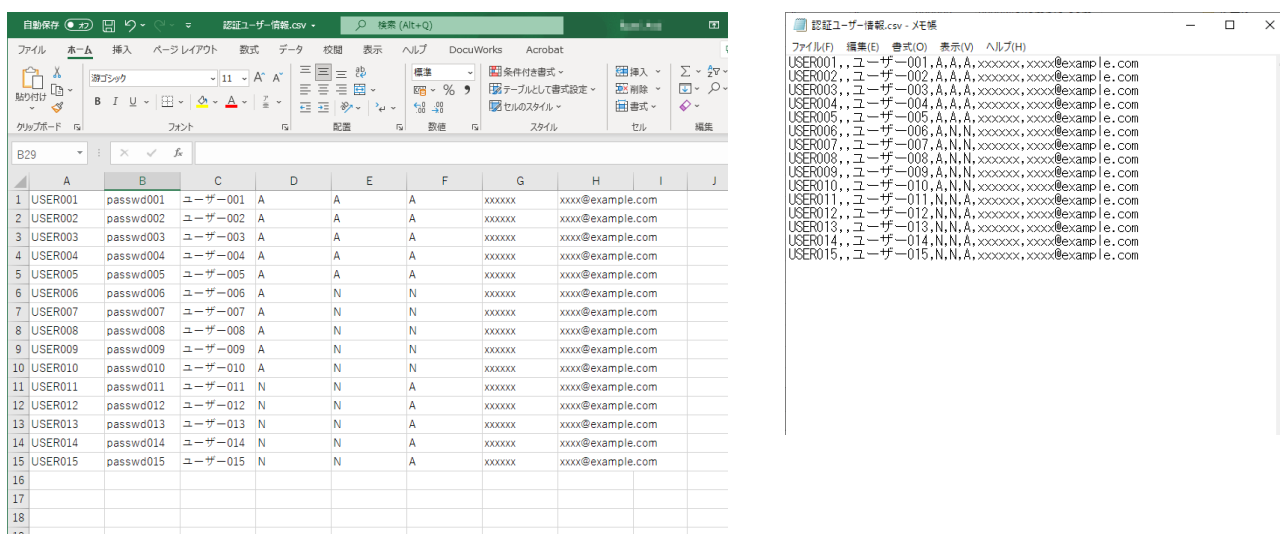 自動保存 オフ 認証ユーザー情報.csv 検索 (Alt+Q)
ファイル ホーム 挿入 ページ レイアウト 数式 データ 校閲 表示 ヘルプ DocuWorks Acrobat
貼り付け 游ゴシック 11 A A 標準 条件付き書式 挿入
B I U A % テーブルとして書式設定 削除
セルのスタイル 書式
クリップボード フォント 配置 数値 スタイル セル 編集
B29 fx
A B C D E F G H I J
1 USER001 passwd001 ユーザー001 A A A xxxxxx xxxx@example.com
2 USER002 passwd002 ユーザー002 A A A xxxxxx xxxx@example.com
3 USER003 passwd003 ユーザー003 A A A xxxxxx xxxx@example.com
4 USER004 passwd004 ユーザー004 A A A xxxxxx xxxx@example.com
5 USER005 passwd005 ユーザー005 A A A xxxxxx xxxx@example.com
6 USER006 passwd006 ユーザー006 A N N xxxxxx xxxx@example.com
7 USER007 passwd007 ユーザー007 A N N xxxxxx xxxx@example.com
8 USER008 passwd008 ユーザー008 A N N xxxxxx xxxx@example.com
9 USER009 passwd009 ユーザー009 A N N xxxxxx xxxx@example.com
10 USER010 passwd010 ユーザー010 A N N xxxxxx xxxx@example.com
11 USER011 passwd011 ユーザー011 N N A xxxxxx xxxx@example.com
12 USER012 passwd012 ユーザー012 N N A xxxxxx xxxx@example.com
13 USER013 passwd013 ユーザー013 N N A xxxxxx xxxx@example.com
14 USER014 passwd014 ユーザー014 N N A xxxxxx xxxx@example.com
15 USER015 passwd015 ユーザー015 N N A xxxxxx xxxx@example.com
16
17
18
認証ユーザー情報.csv - メモ帳
ファイル(F) 編集(E) 書式(O) 表示(V) ヘルプ(H)
USER001,,ユーザー001,A,A,A,xxxxxx,xxxx@example.com
USER002,,ユーザー002,A,A,A,xxxxxx,xxxx@example.com
USER003,,ユーザー003,A,A,A,xxxxxx,xxxx@example.com
USER004,,ユーザー004,A,A,A,xxxxxx,xxxx@example.com
USER005,,ユーザー005,A,A,A,xxxxxx,xxxx@example.com
USER006,,ユーザー006,A,N,N,xxxxxx,xxxx@example.com
USER007,,ユーザー007,A,N,N,xxxxxx,xxxx@example.com
USER008,,ユーザー008,A,N,N,xxxxxx,xxxx@example.com
USER009,,ユーザー009,A,N,N,xxxxxx,xxxx@example.com
USER010,,ユーザー010,A,N,N,xxxxxx,xxxx@example.com
USER011,,ユーザー011,N,N,A,xxxxxx,xxxx@example.com
USER012,,ユーザー012,N,N,A,xxxxxx,xxxx@example.com
USER013,,ユーザー013,N,N,A,xxxxxx,xxxx@example.com
USER014,,ユーザー014,N,N,A,xxxxxx,xxxx@example.com
USER015,,ユーザー015,N,N,A,xxxxxx,xxxx@example.com